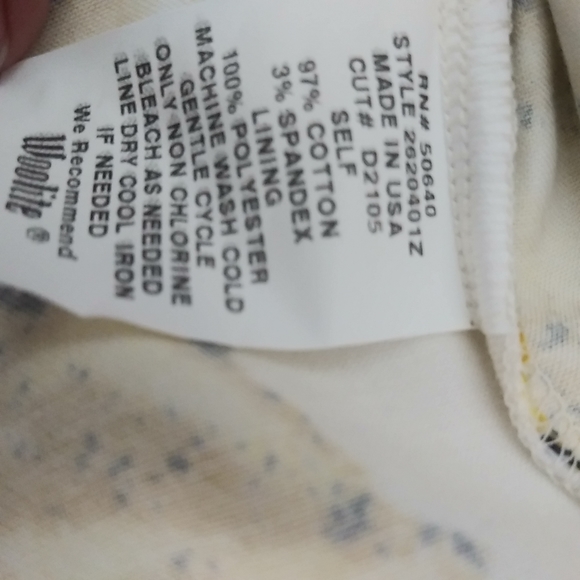 RN# 50640
STYLE 2620401Z
MADE IN USA
CUT# D2105
SELF
97% COTTON
3% SPANDEX
LINING
100% POLYESTER
MACHINE WASH COLD
GENTLE CYCLE
ONLY NON CHLORINE
BLEACH AS NEEDED
LINE DRY COOL IRON
IF NEEDED
We Recommend
Woolite ®